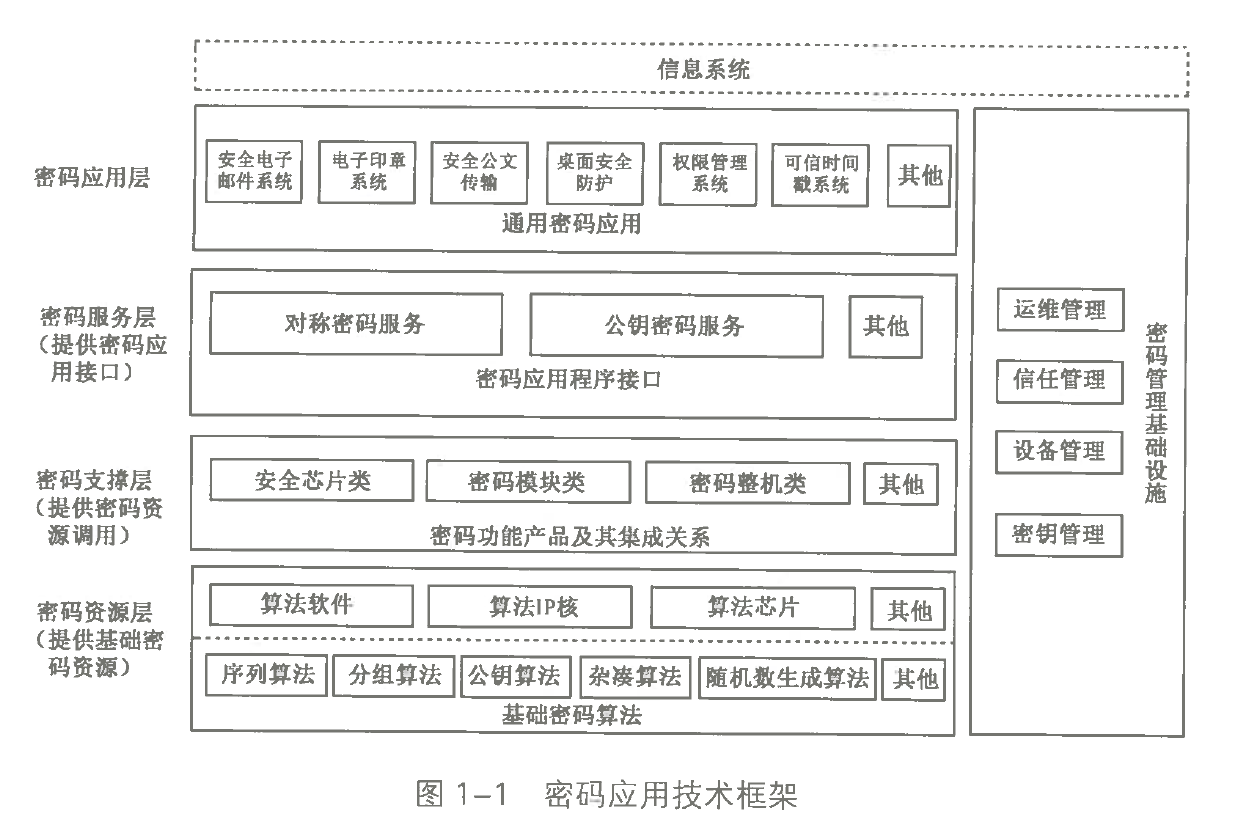 信息系统
密码应用层
安全电子
邮件系统
电子印章
系统
安全公文
传输
桌面安全
防护
权限管理
系统
可信时间
戳系统
其他
通用密码应用
密码服务层
（提供密码应
用接口）
对称密码服务
公钥密码服务
其他
密码应用程序接口
密码支撑层
（提供密码资
源调用）
安全芯片类
密码模块类
密码整机类
其他
密码功能产品及其集成关系
密码资源层
（提供基础密
码资源）
算法软件
算法IP核
算法芯片
其他
序列算法
分组算法
公钥算法
杂凑算法
随机数生成算法
其他
基础密码算法
运维管理
信任管理
设备管理
密钥管理
密码管理基础设施
图 1-1 密码应用技术框架